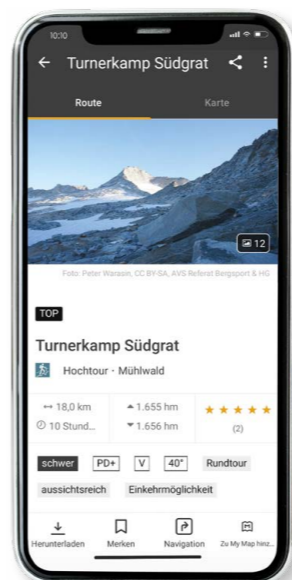 10:10
Turnerkamp Südgrat
Route Karte
12
Foto: Peter Warasin, CC BY-SA, AVS Referat Bergsport & HG
TOP
Turnerkamp Südgrat
Hochtour · Mühlwald
18,0 km 1.655 hm
10 Stund... 1.656 hm (2)
schwer PD+ V 40° Rundtour
aussichtsreich Einkehrmöglichkeit
Herunterladen Merken Navigation Zu My Map hinz...